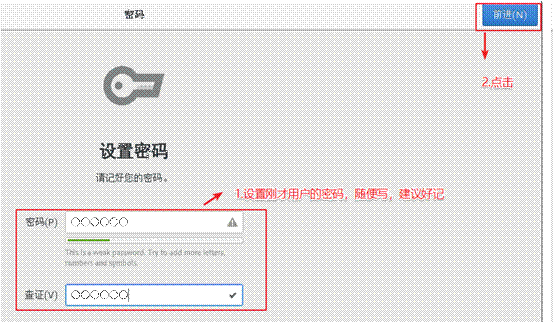 密码
前进(N)
2.点击
设置密码
请记好您的密码。
1.设置刚才用户的密码，随便写，建议好记
密码(P)
This is a weak password. Try to add more letters,
numbers and symbols.
查证(V)